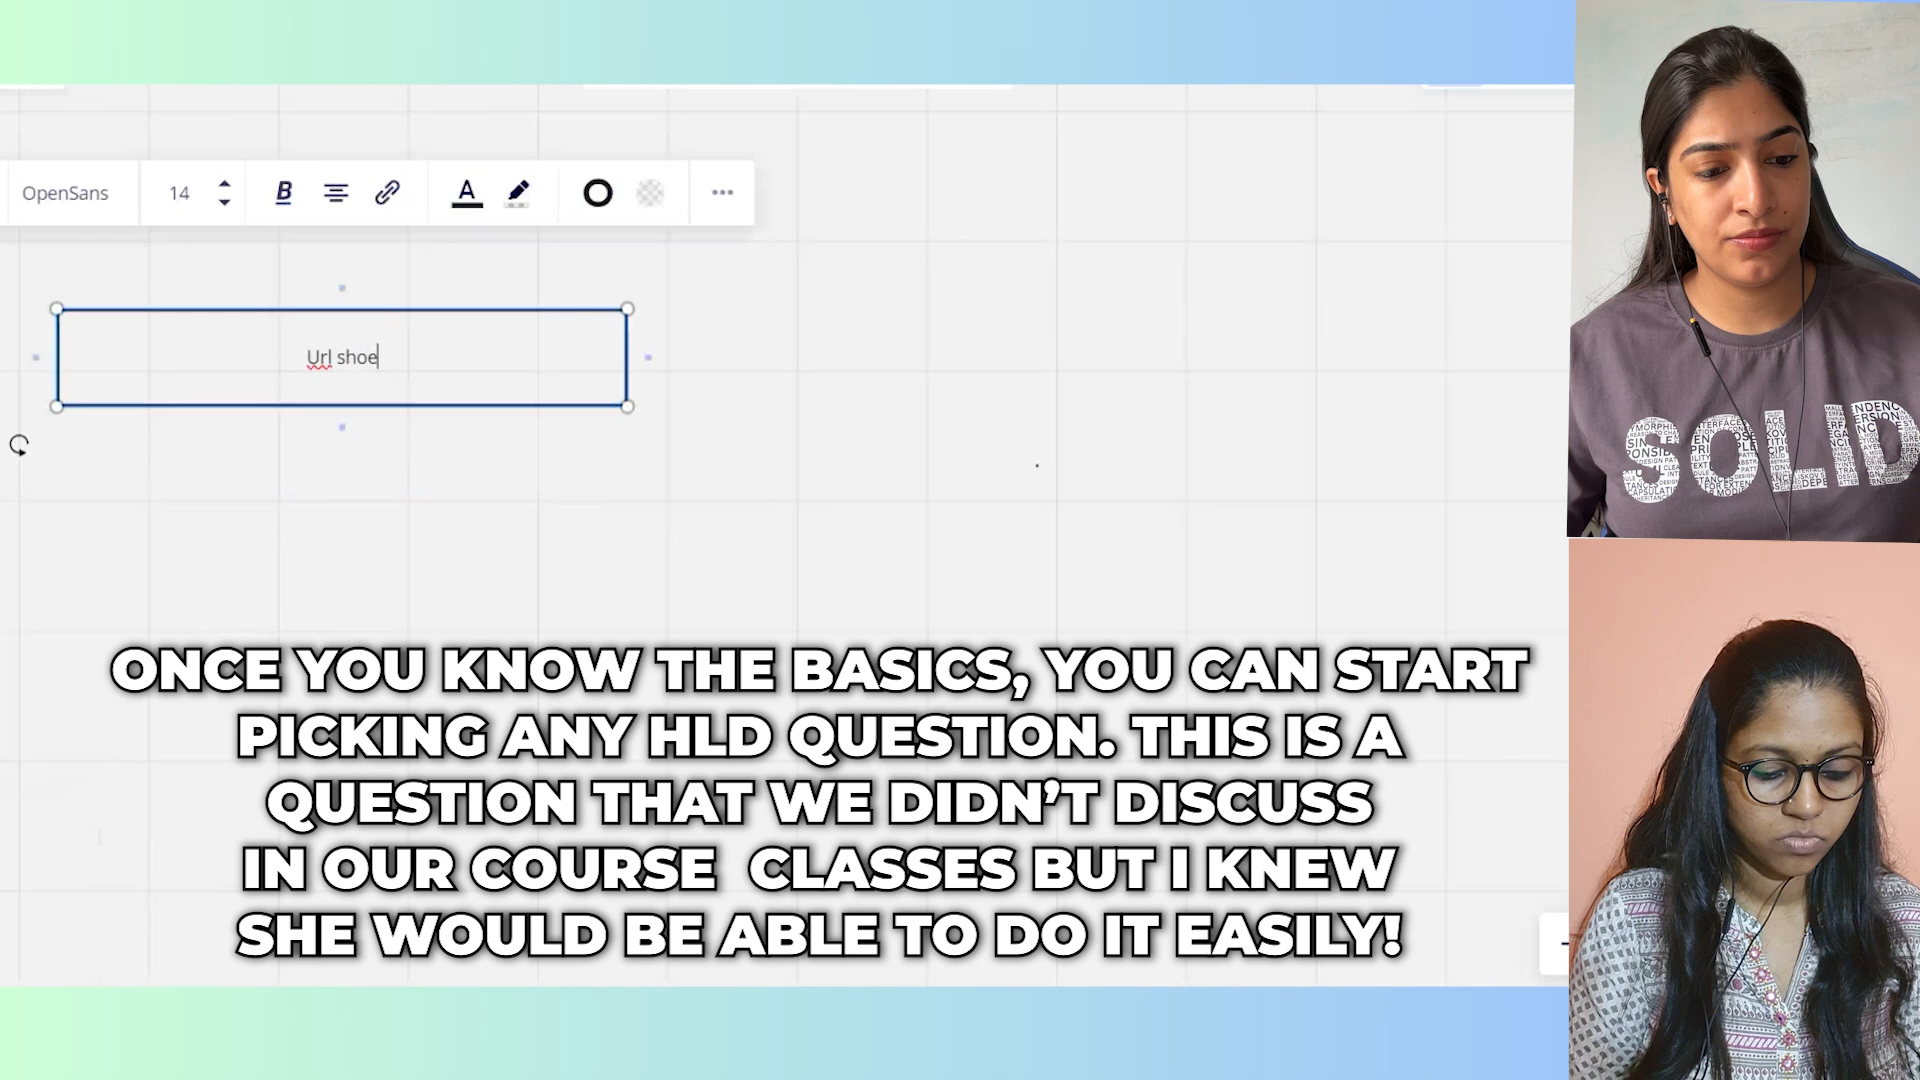 OpenSans 14 B A
Url shoe
ONCE YOU KNOW THE BASICS, YOU CAN START
PICKING ANY HLD QUESTION. THIS IS A
QUESTION THAT WE DIDN'T DISCUSS
IN OUR COURSE CLASSES BUT I KNEW
SHE WOULD BE ABLE TO DO IT EASILY!
SOLID